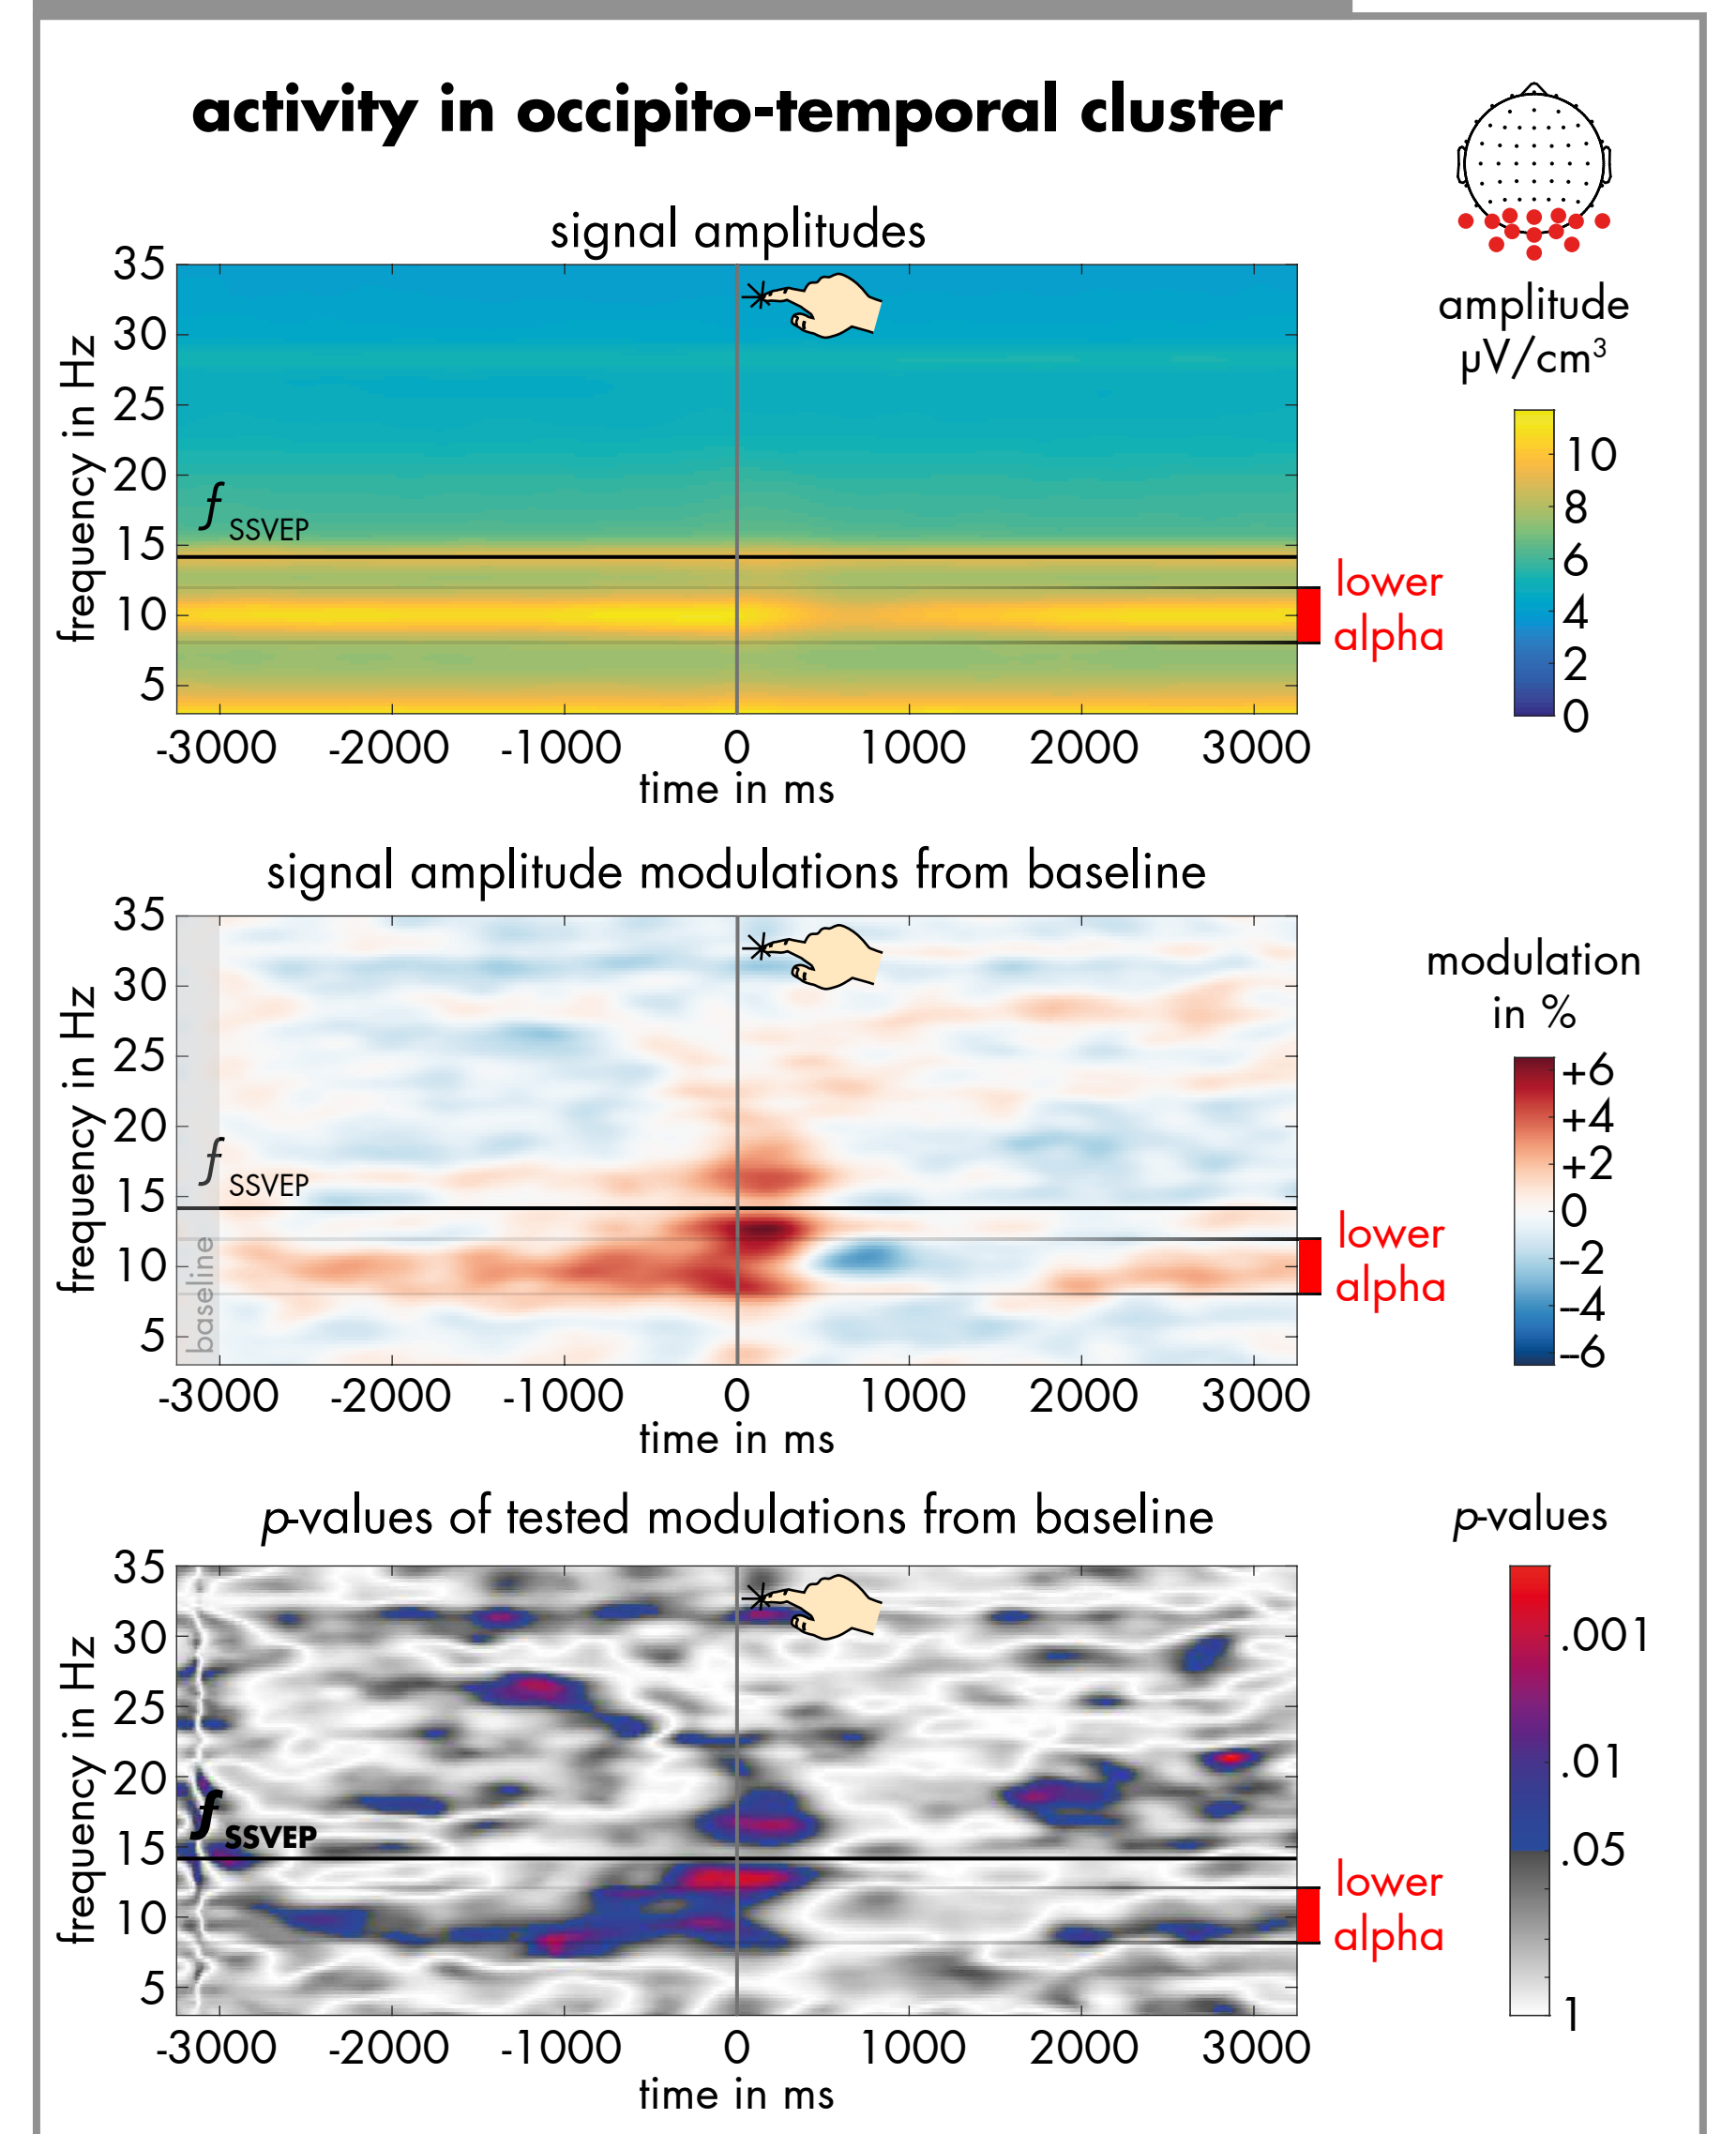 activity in occipito-temporal cluster
signal amplitudes
35
30
25
20
15
10
5
frequency in Hz
f SSVEP
-3000 -2000 -1000 0 1000 2000 3000
time in ms
lower
alpha
amplitude
µV/cm³
10
8
6
4
2
0
signal amplitude modulations from baseline
35
30
25
20
15
10
5
frequency in Hz
f SSVEP
baseline
-3000 -2000 -1000 0 1000 2000 3000
time in ms
lower
alpha
modulation
in %
+6
+4
+2
0
–2
–4
–6
p-values of tested modulations from baseline
35
30
25
20
15
10
5
frequency in Hz
f SSVEP
-3000 -2000 -1000 0 1000 2000 3000
time in ms
lower
alpha
p-values
.001
.01
.05
1